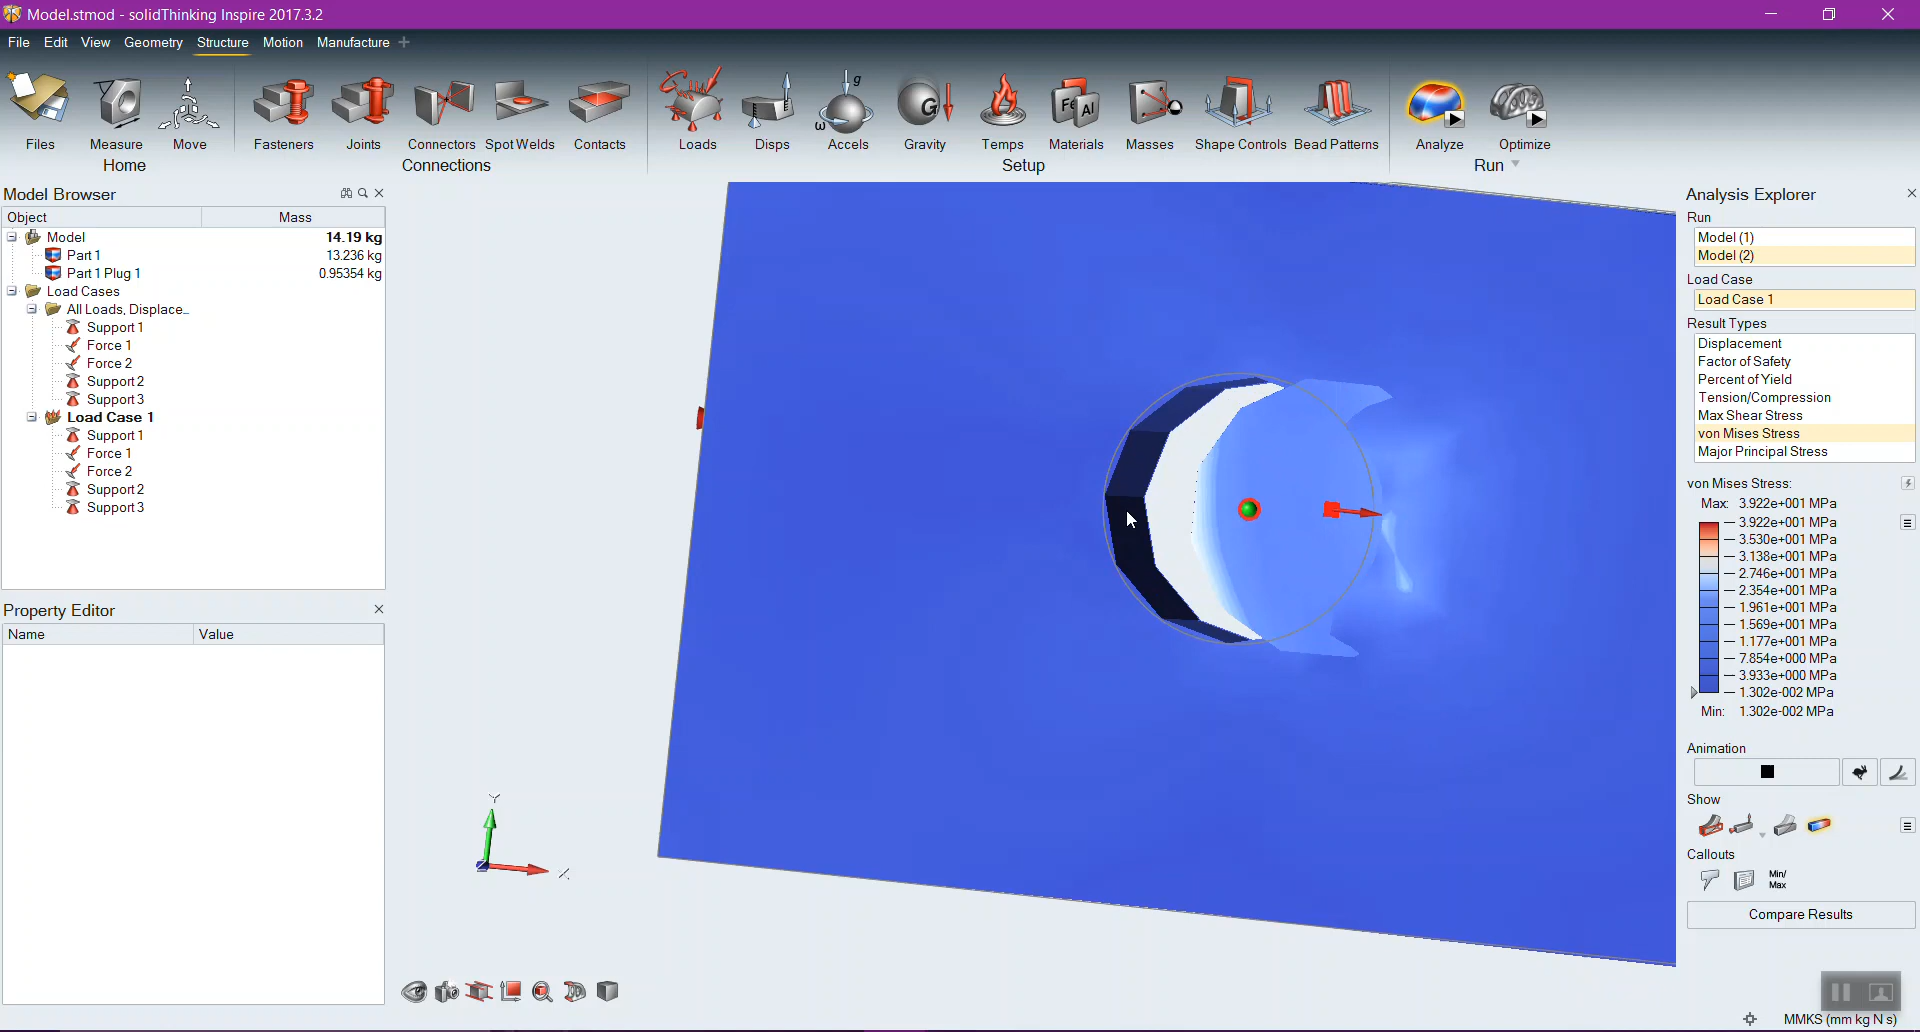 Model.stmod - solidThinking Inspire 2017.3.2
File Edit View Geometry Structure Motion Manufacture
Files Measure Move Fasteners Joints Connectors Spot Welds Contacts Loads Disps Accels Gravity Temps Materials Masses Shape Controls Bead Patterns Analyze Optimize
Home Connections Setup Run
g
ω
G
Fe
Al
Model Browser
Object Mass
Model 14.19 kg
Part 1 13.236 kg
Part 1 Plug 1 0.95354 kg
Load Cases
All Loads, Displace...
Support 1
Force 1
Force 2
Support 2
Support 3
Load Case 1
Support 1
Force 1
Force 2
Support 2
Support 3
Property Editor
Name Value
Y
X
Analysis Explorer
Run
Model (1)
Model (2)
Load Case
Load Case 1
Result Types
Displacement
Factor of Safety
Percent of Yield
Tension/Compression
Max Shear Stress
von Mises Stress
Major Principal Stress
von Mises Stress:
Max: 3.922e+001 MPa
3.922e+001 MPa
3.530e+001 MPa
3.138e+001 MPa
2.746e+001 MPa
2.354e+001 MPa
1.961e+001 MPa
1.569e+001 MPa
1.177e+001 MPa
7.854e+000 MPa
3.933e+000 MPa
1.302e-002 MPa
Min: 1.302e-002 MPa
Animation
Show
Callouts
Min/
Max
Compare Results
MMKS (mm kg N s)